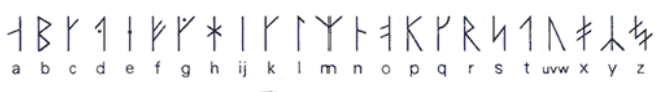 ᛆ ᛒ ᚴ ᛑ ᛂ ᚠ ᚵ ᚼ ᛁ ᚴ ᛚ ᛘ ᚿ ᚮ ᛕ ᚱ ᛋ ᛐ ᚢ ᚯ ᛦ
a b c d e f g h ij k l m n o p q r s t uvw x y z